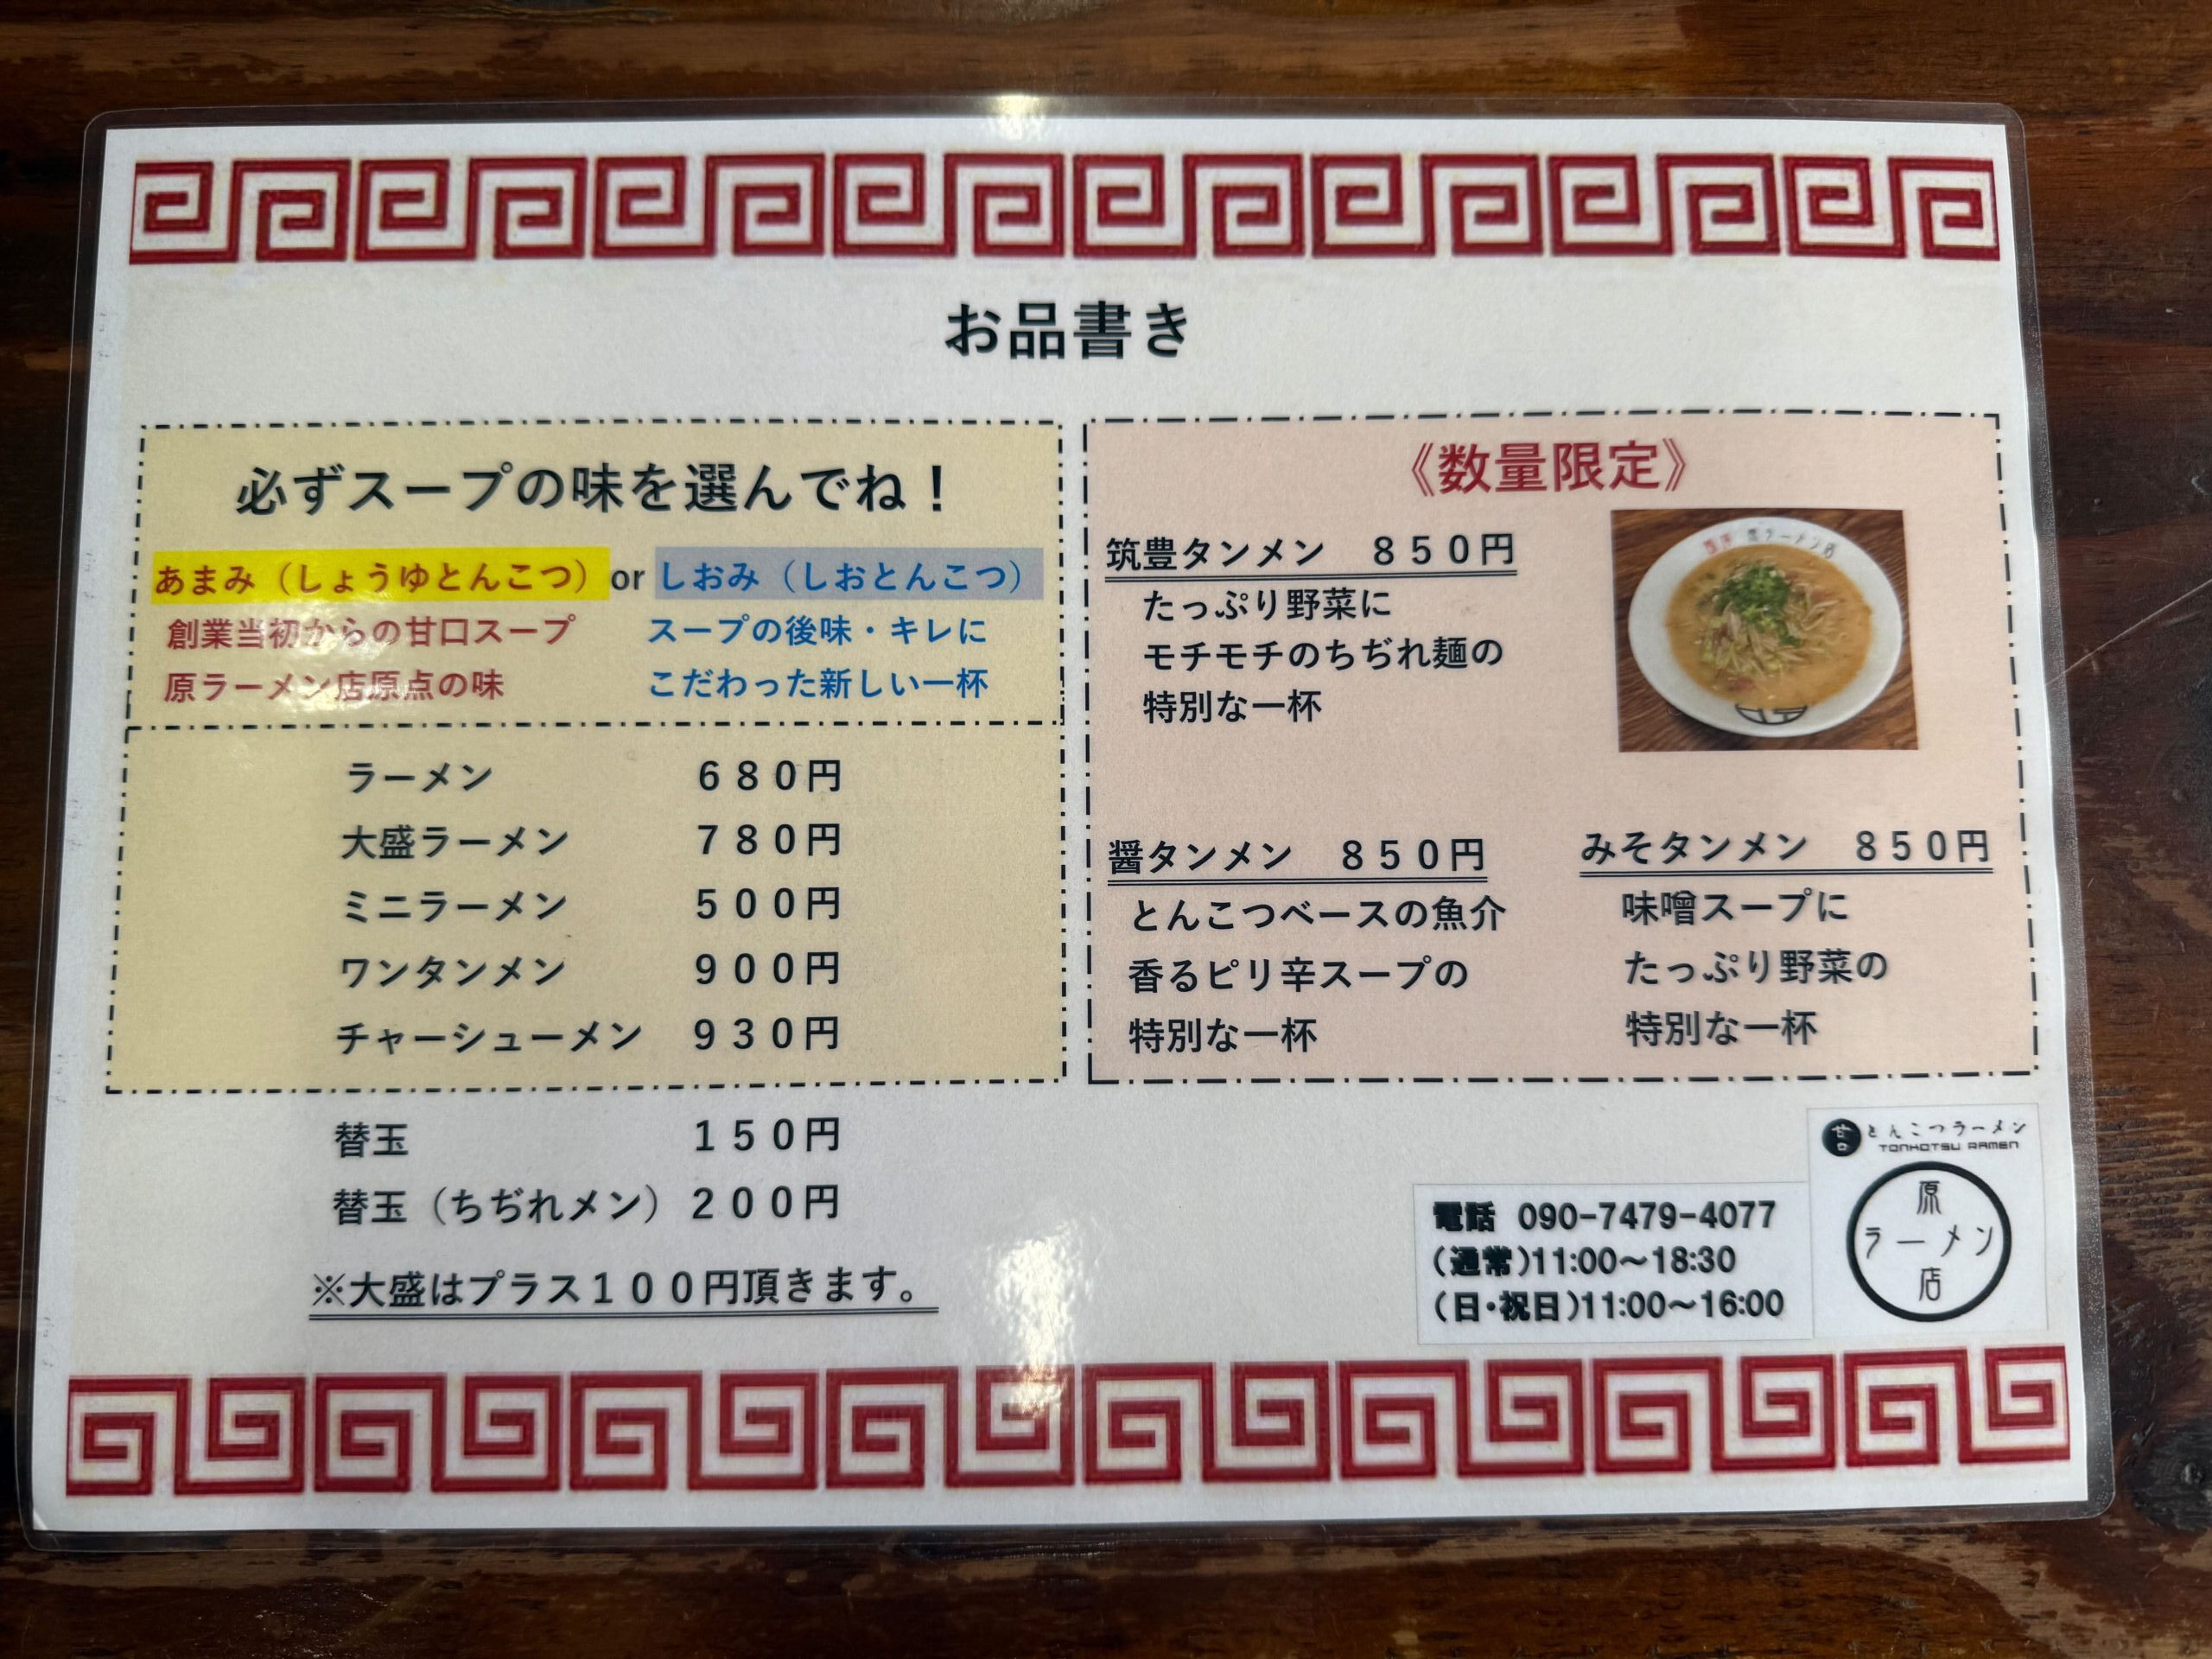 お品書き
必ずスープの味を選んでね！
あまみ（しょうゆとんこつ） or しおみ（しおとんこつ）
創業当初からの甘口スープ
原ラーメン店原点の味
スープの後味・キレに
こだわった新しい一杯
ラーメン　６８０円
大盛ラーメン　７８０円
ミニラーメン　５００円
ワンタンメン　９００円
チャーシューメン　９３０円
替玉　１５０円
替玉（ちぢれメン）２００円
※大盛はプラス１００円頂きます。
《数量限定》
筑豊タンメン　８５０円
たっぷり野菜に
モチモチのちぢれ麺の
特別な一杯
原ラーメン店
醤タンメン　８５０円
とんこつベースの魚介
香るピリ辛スープの
特別な一杯
みそタンメン　８５０円
味噌スープに
たっぷり野菜の
特別な一杯
電話 090-7479-4077
(通常)11:00～18:30
(日・祝日)11:00～16:00
甘口 とんこつラーメン
TONKOTSU RAMEN
原
ラーメン
店